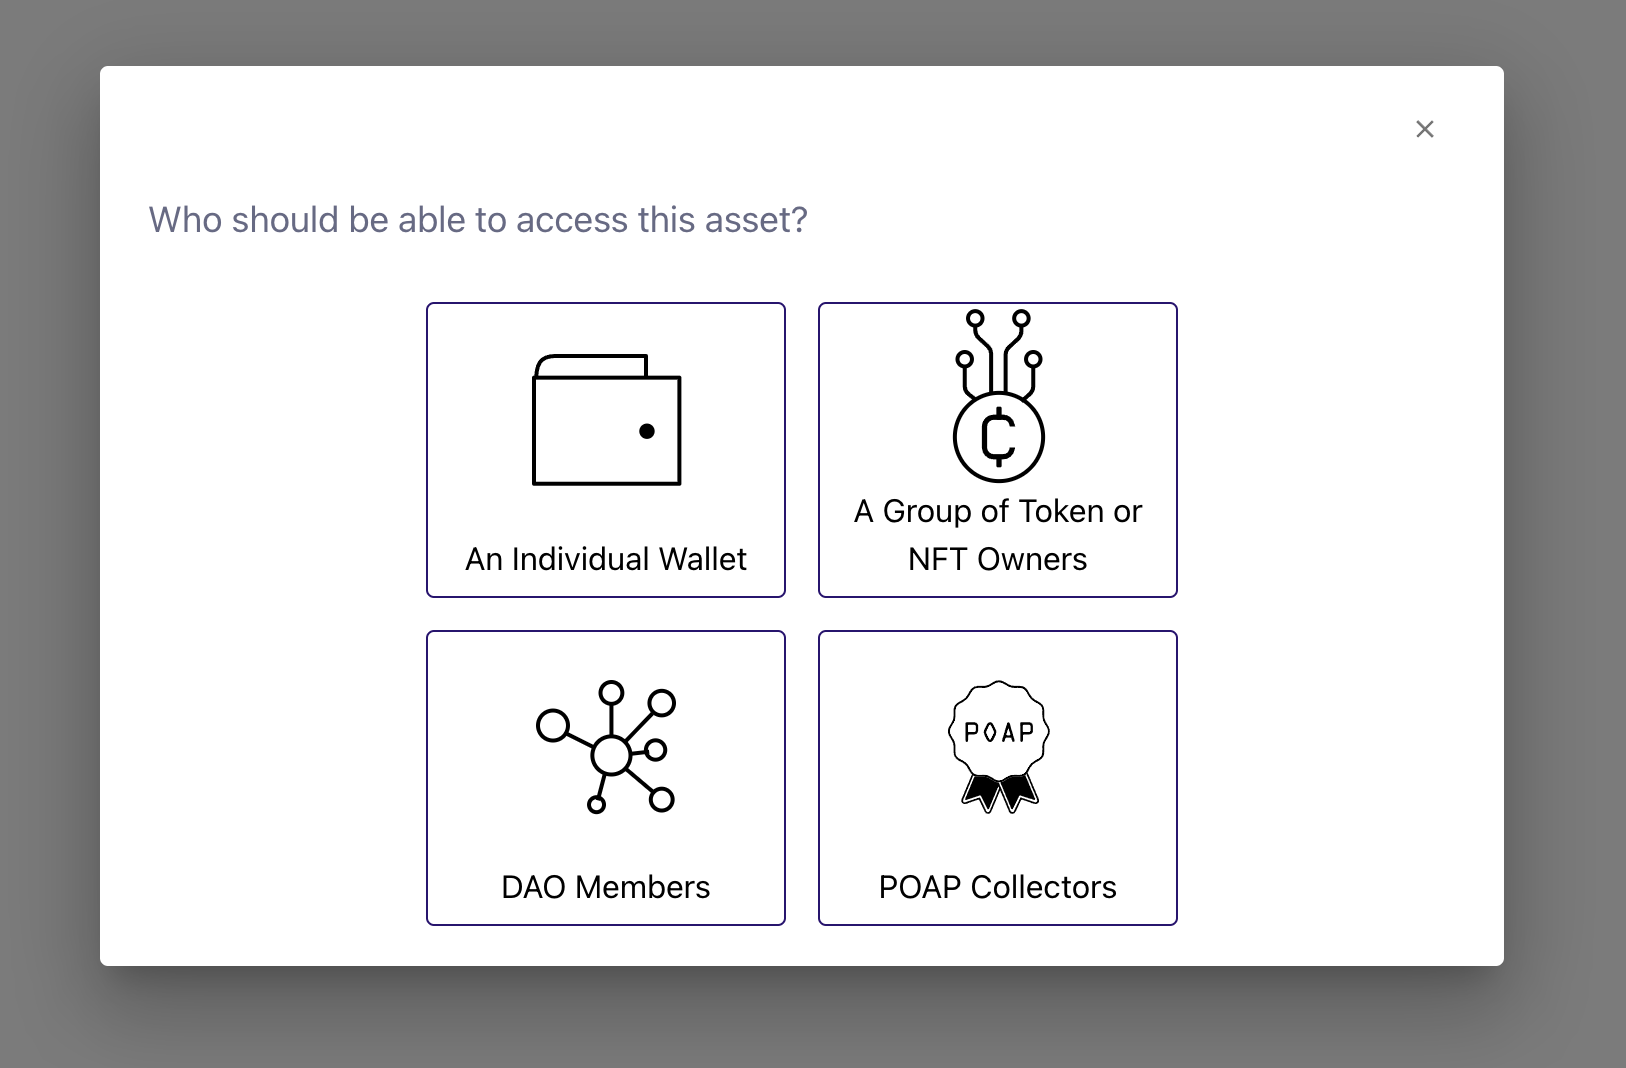 Who should be able to access this asset?
An Individual Wallet
A Group of Token or
NFT Owners
DAO Members
POAP
POAP Collectors